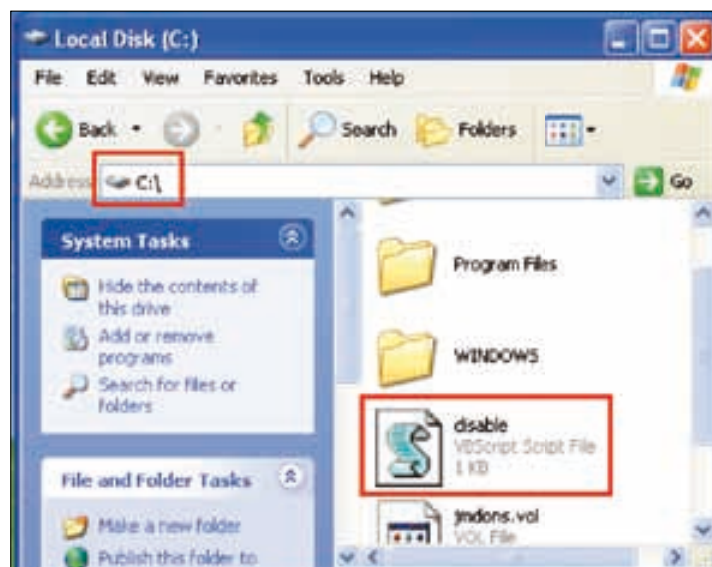 Local Disk (C:)
File Edit View Favorites Tools Help
Back Search Folders
Address C:\ Go
System Tasks
Hide the contents of
this drive
Add or remove
programs
Search for files or
folders
File and Folder Tasks
Make a new folder
Publish this folder to
Program Files
WINDOWS
disable
VBScript Script File
1 KB
jmdons.vol
VOL File